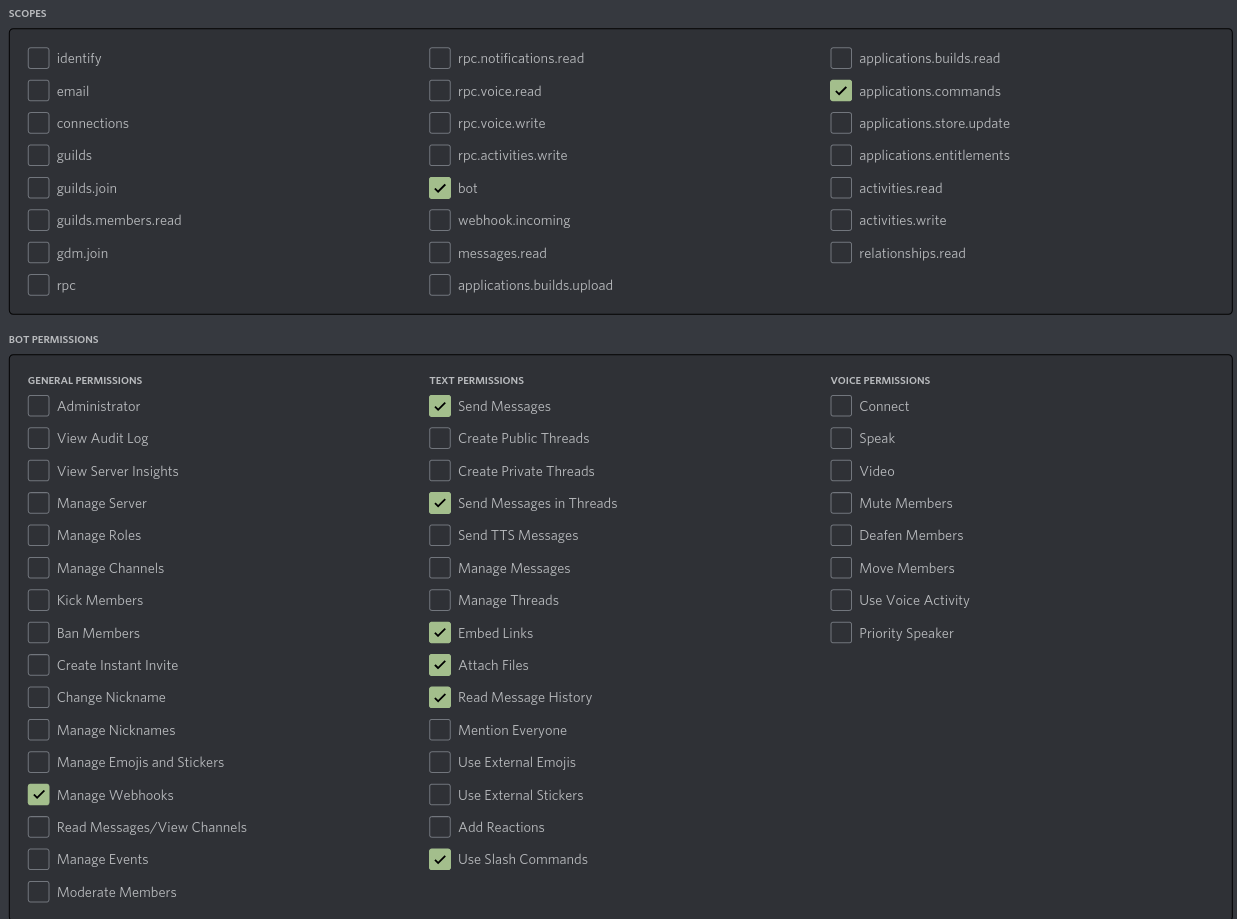 SCOPES
identify
email
connections
guilds
guilds.join
guilds.members.read
gdm.join
rpc
rpc.notifications.read
rpc.voice.read
rpc.voice.write
rpc.activities.write
bot
webhook.incoming
messages.read
applications.builds.upload
applications.builds.read
applications.commands
applications.store.update
applications.entitlements
activities.read
activities.write
relationships.read
BOT PERMISSIONS
GENERAL PERMISSIONS
Administrator
View Audit Log
View Server Insights
Manage Server
Manage Roles
Manage Channels
Kick Members
Ban Members
Create Instant Invite
Change Nickname
Manage Nicknames
Manage Emojis and Stickers
Manage Webhooks
Read Messages/View Channels
Manage Events
Moderate Members
TEXT PERMISSIONS
Send Messages
Create Public Threads
Create Private Threads
Send Messages in Threads
Send TTS Messages
Manage Messages
Manage Threads
Embed Links
Attach Files
Read Message History
Mention Everyone
Use External Emojis
Use External Stickers
Add Reactions
Use Slash Commands
VOICE PERMISSIONS
Connect
Speak
Video
Mute Members
Deafen Members
Move Members
Use Voice Activity
Priority Speaker